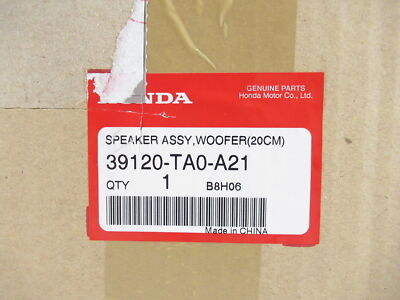 HONDA
GENUINE PARTS
Honda Motor Co., Ltd.
SPEAKER ASSY,WOOFER(20CM)
39120-TA0-A21
QTY 1 B8H06
Made in CHINA